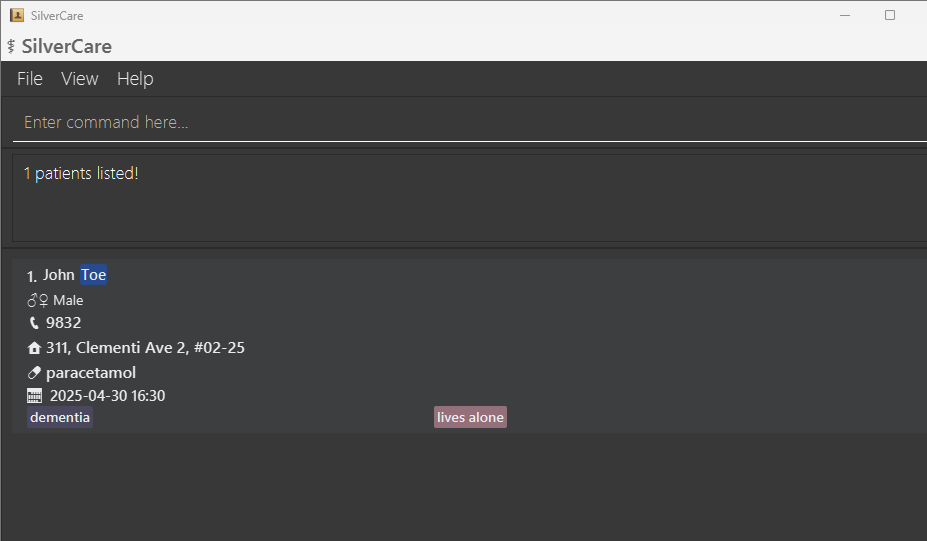 SilverCare
SilverCare
File View Help
Enter command here...
1 patients listed!
1. John Toe
Male
9832
311, Clementi Ave 2, #02-25
paracetamol
2025-04-30 16:30
dementia lives alone